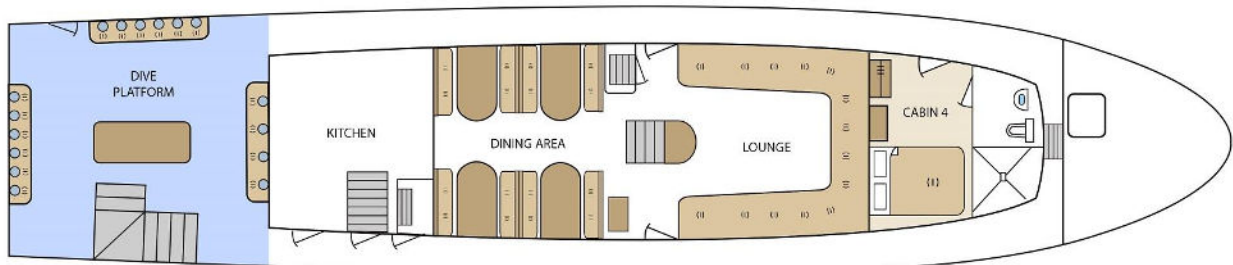 DIVE
PLATFORM
KITCHEN
DINING AREA
LOUNGE
CABIN 4